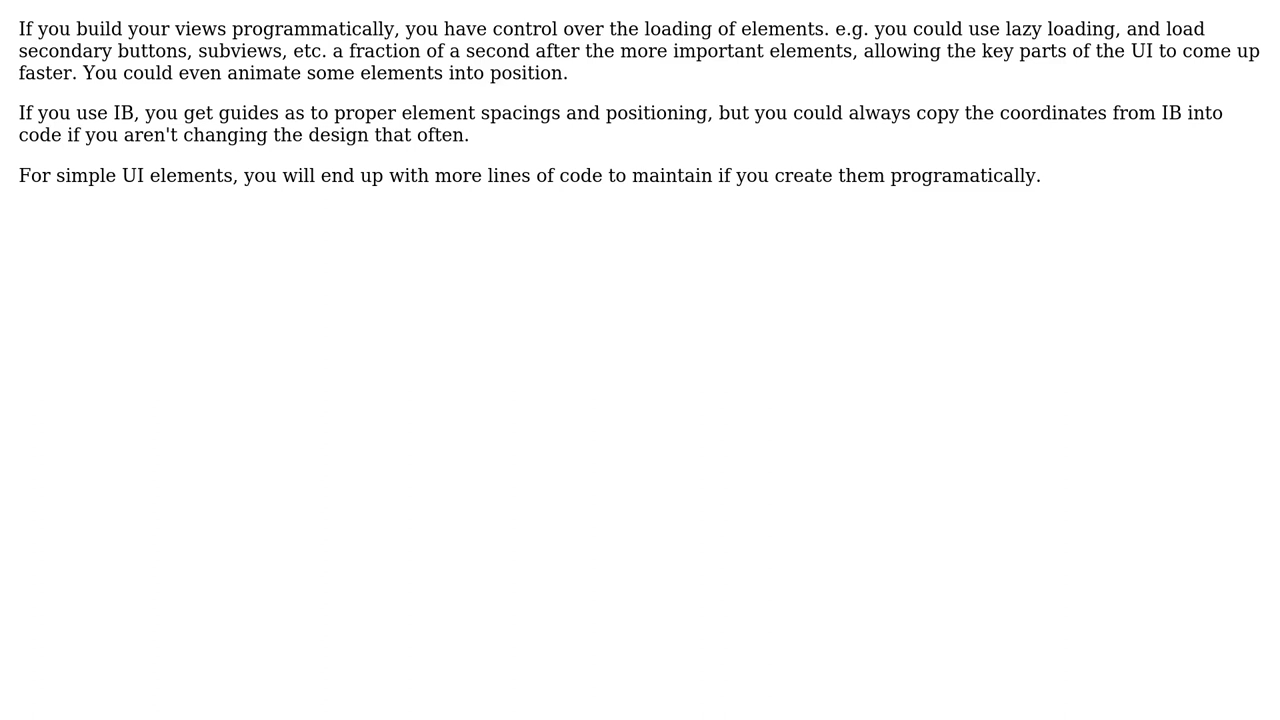 If you build your views programmatically, you have control over the loading of elements. e.g. you could use lazy loading, and load
secondary buttons, subviews, etc. a fraction of a second after the more important elements, allowing the key parts of the UI to come up
faster. You could even animate some elements into position.
If you use IB, you get guides as to proper element spacings and positioning, but you could always copy the coordinates from IB into
code if you aren't changing the design that often.
For simple UI elements, you will end up with more lines of code to maintain if you create them programatically.